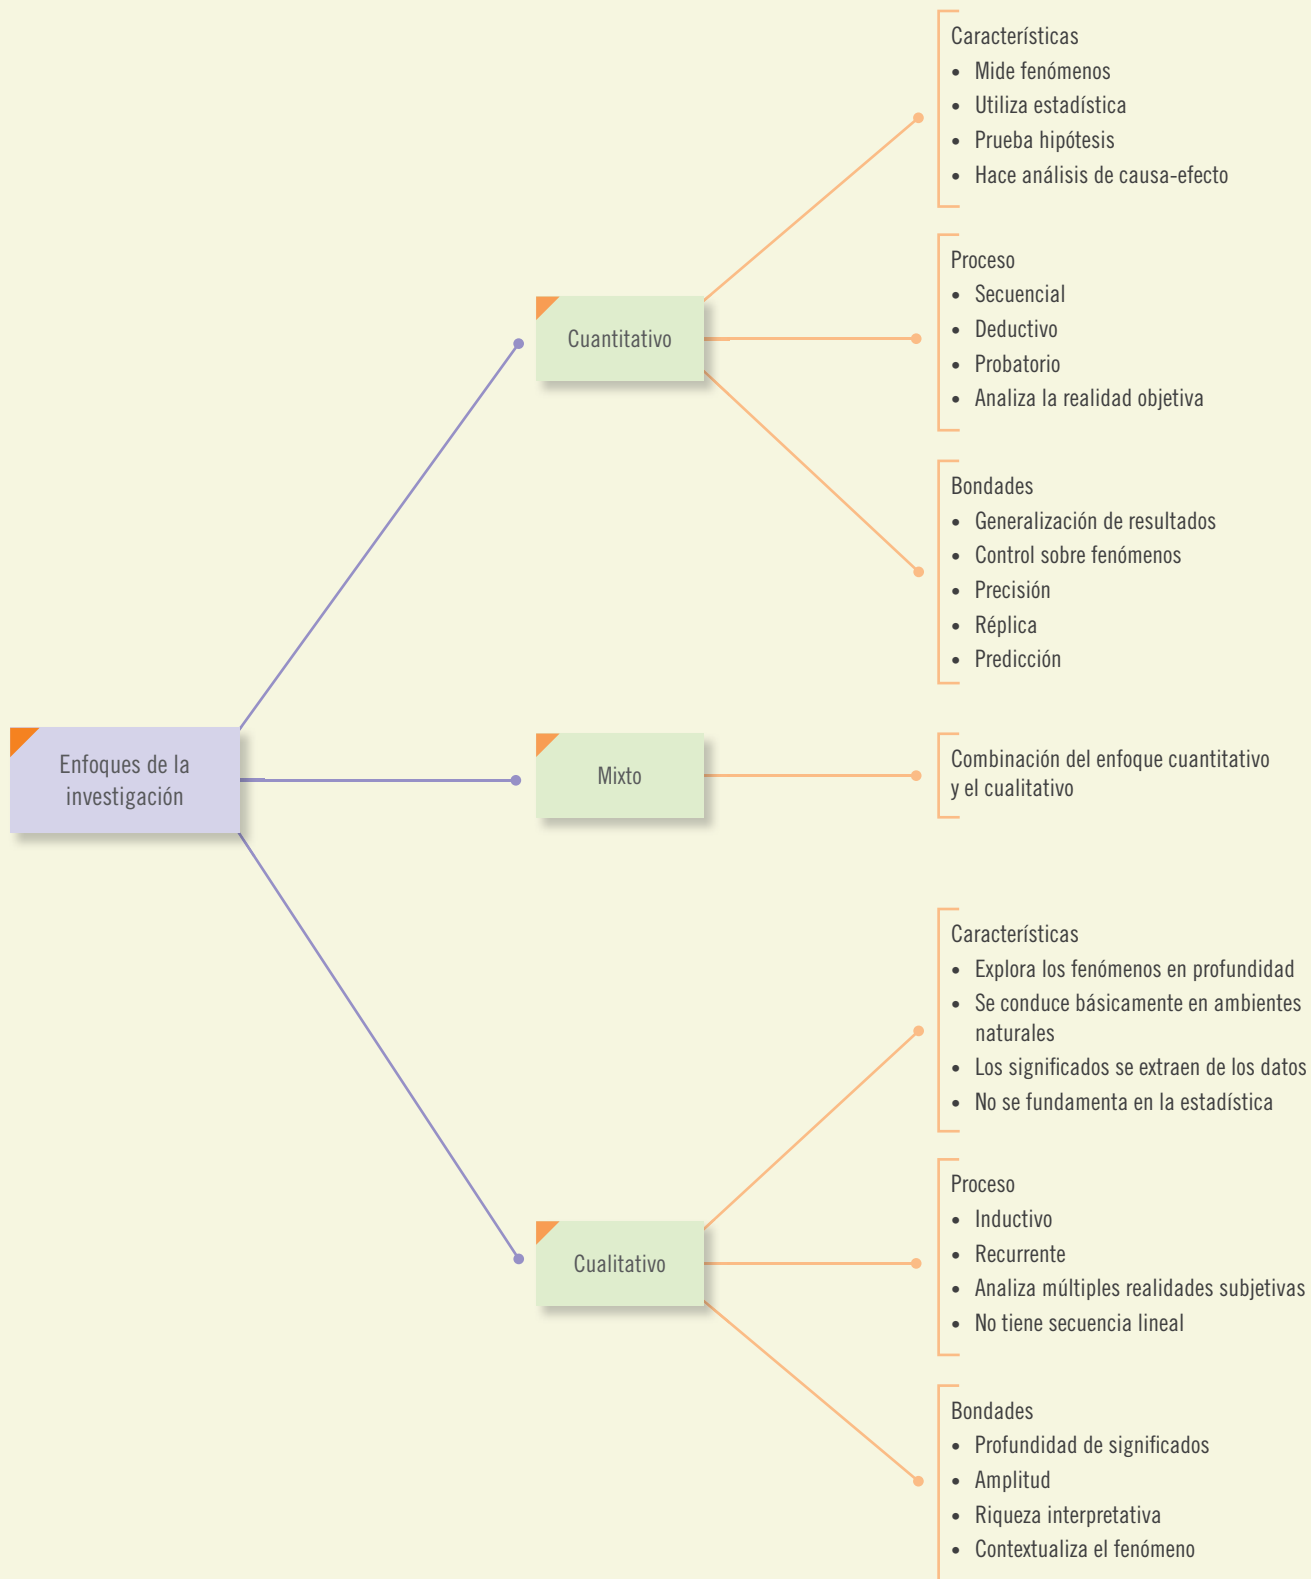 Características
• Mide fenómenos
• Utiliza estadística
• Prueba hipótesis
• Hace análisis de causa-efecto
Proceso
• Secuencial
• Deductivo
• Probatorio
• Analiza la realidad objetiva
Cuantitativo
Bondades
• Generalización de resultados
• Control sobre fenómenos
• Precisión
• Réplica
• Predicción
Enfoques de la
investigación
Mixto
Combinación del enfoque cuantitativo
y el cualitativo
Características
• Explora los fenómenos en profundidad
• Se conduce básicamente en ambientes
naturales
• Los significados se extraen de los datos
• No se fundamenta en la estadística
Proceso
• Inductivo
• Recurrente
• Analiza múltiples realidades subjetivas
• No tiene secuencia lineal
Cualitativo
Bondades
• Profundidad de significados
• Amplitud
• Riqueza interpretativa
• Contextualiza el fenómeno